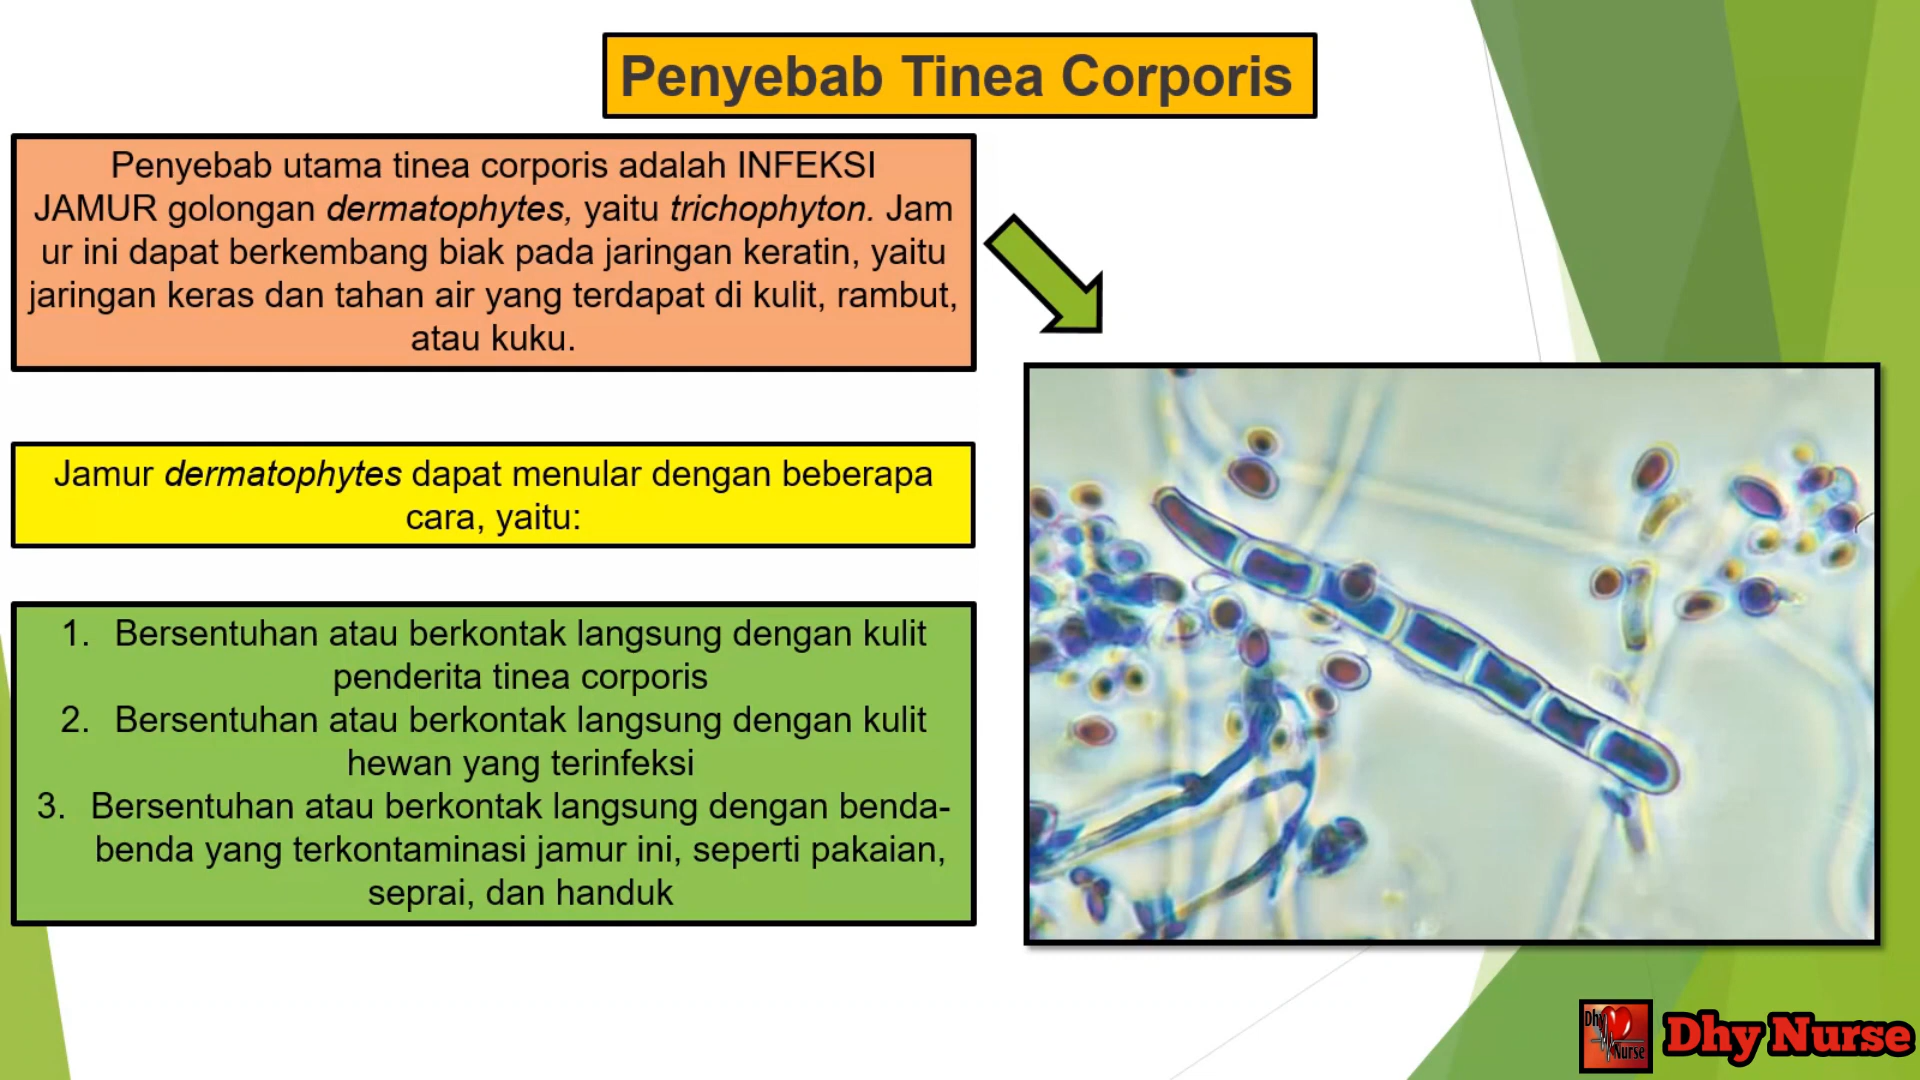 Penyebab Tinea Corporis
Penyebab utama tinea corporis adalah INFEKSI
JAMUR golongan dermatophytes, yaitu trichophyton. Jam
ur ini dapat berkembang biak pada jaringan keratin, yaitu
jaringan keras dan tahan air yang terdapat di kulit, rambut,
atau kuku.
Jamur dermatophytes dapat menular dengan beberapa
cara, yaitu:
1. Bersentuhan atau berkontak langsung dengan kulit
penderita tinea corporis
2. Bersentuhan atau berkontak langsung dengan kulit
hewan yang terinfeksi
3. Bersentuhan atau berkontak langsung dengan benda-
benda yang terkontaminasi jamur ini, seperti pakaian,
seprai, dan handuk
Dhy
Nurse
Dhy Nurse